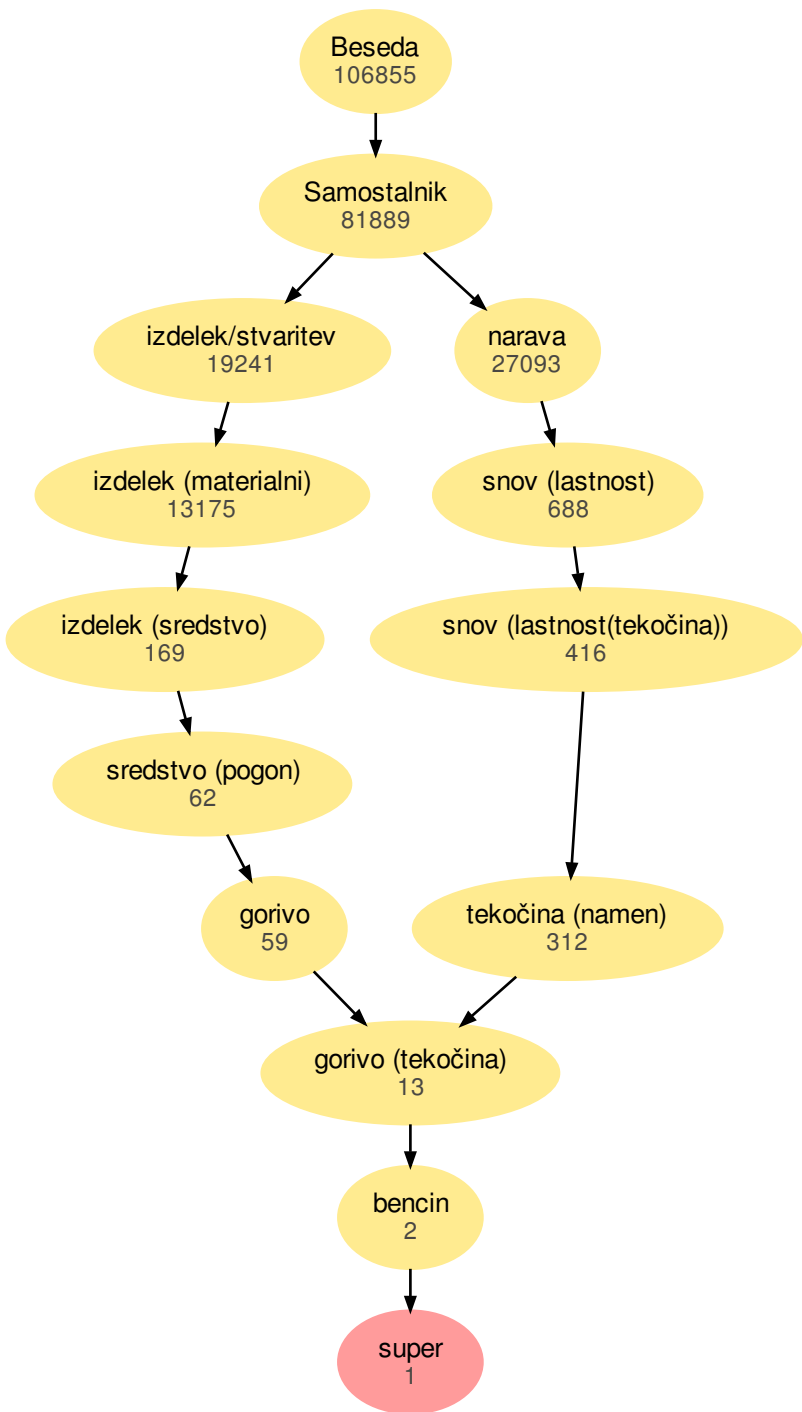 Beseda
106855
Samostalnik
81889
izdelek/stvaritev
19241
narava
27093
izdelek (materialni)
13175
snov (lastnost)
688
izdelek (sredstvo)
169
snov (lastnost(tekočina))
416
sredstvo (pogon)
62
gorivo
59
tekočina (namen)
312
gorivo (tekočina)
13
bencin
2
super
1